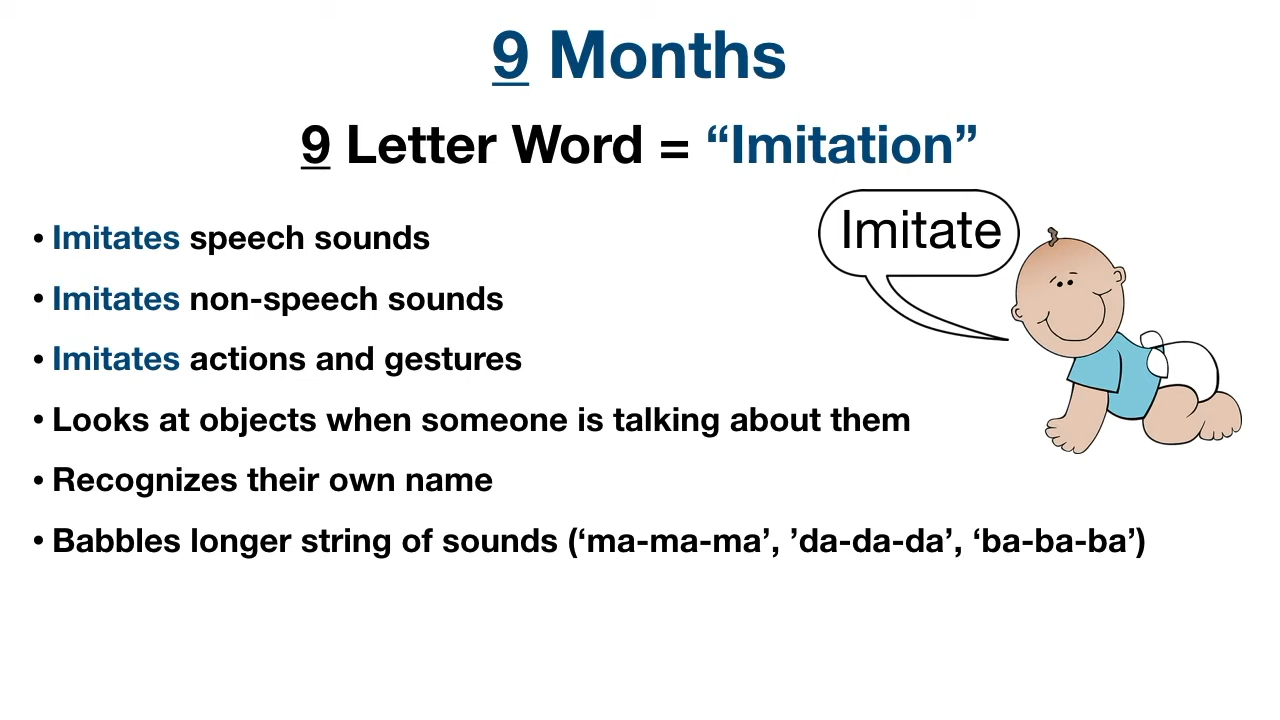 9 Months
9 Letter Word = “Imitation”
Imitate
• Imitates speech sounds
• Imitates non-speech sounds
• Imitates actions and gestures
• Looks at objects when someone is talking about them
• Recognizes their own name
• Babbles longer string of sounds (‘ma-ma-ma’, ’da-da-da’, ‘ba-ba-ba’)